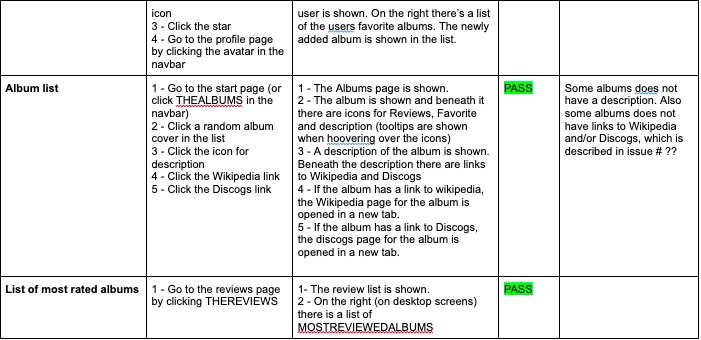 icon
3 - Click the star
4 - Go to the profile page
by clicking the avatar in the
navbar
user is shown. On the right there's a list
of the users favorite albums. The newly
added album is shown in the list.
Album list
1 - Go to the start page (or
click THEALBUMS in the
navbar)
2 - Click a random album
cover in the list
3 - Click the icon for
description
4 - Click the Wikipedia link
5 - Click the Discogs link
1 - The Albums page is shown.
2 - The album is shown and beneath it
there are icons for Reviews, Favorite
and description (tooltips are shown
when hoovering over the icons)
3 - A description of the album is shown.
Beneath the description there are links
to Wikipedia and Discogs
4 - If the album has a link to wikipedia,
the Wikipedia page for the album is
opened in a new tab.
5 - If the album has a link to Discogs,
the discogs page for the album is
opened in a new tab.
PASS
Some albums does not
have a description. Also
some albums does not
have links to Wikipedia
and/or Discogs, which is
described in issue # ??
List of most rated albums
1 - Go to the reviews page
by clicking THEREVIEWS
1- The review list is shown.
2 - On the right (on desktop screens)
there is a list of
MOSTREVIEWEDALBUMS
PASS